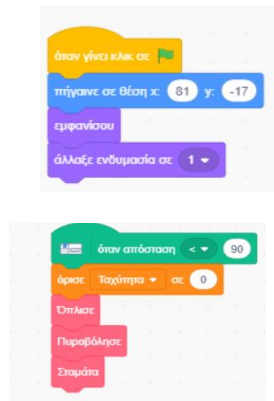 όταν γίνει κλικ σε
πήγαινε σε θέση x: 81 y: -17
εμφανίσου
άλλαξε ενδυμασία σε 1
όταν απόσταση < 90
όρισε Ταχύτητα σε 0
Όπλισε
Πυροβόλησε
Σταμάτα